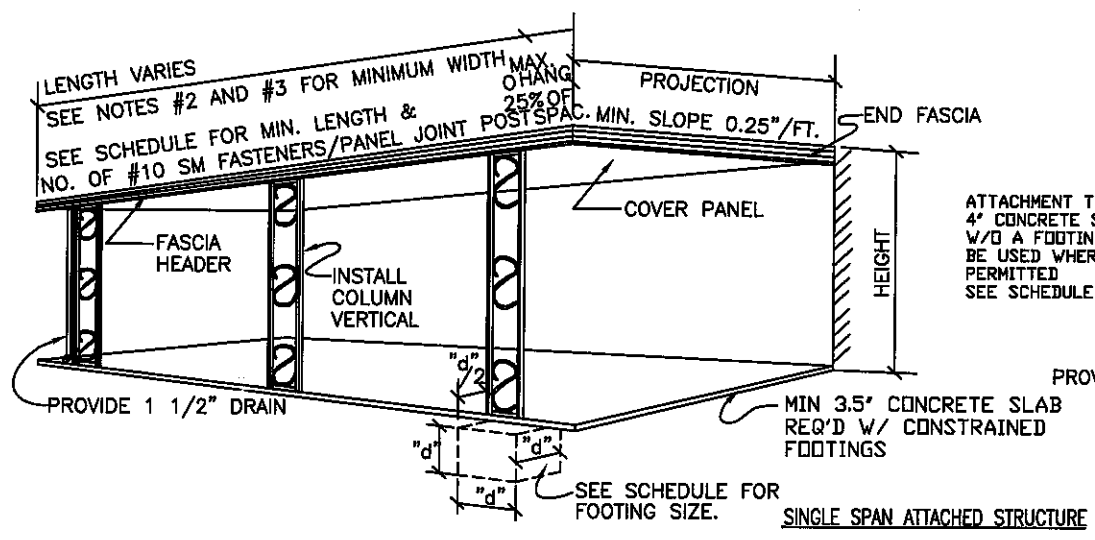 LENGTH VARIES
SEE NOTES #2 AND #3 FOR MINIMUM WIDTH
SEE SCHEDULE FOR MIN. LENGTH &
NO. OF #10 SM FASTENERS/PANEL JOINT
MAX.
O'HANG
25% OF
POST SPAC.
PROJECTION
MIN. SLOPE 0.25"/FT.
END FASCIA
COVER PANEL
FASCIA
HEADER
INSTALL
COLUMN
VERTICAL
HEIGHT
ATTACHMENT T
4" CONCRETE S
W/O A FOOTIN
BE USED WHER
PERMITTED
SEE SCHEDULE
PROVIDE 1 1/2" DRAIN
"d"
/2
"d"
"d"
"d"
SEE SCHEDULE FOR
FOOTING SIZE.
PROV
MIN 3.5" CONCRETE SLAB
REQ'D W/ CONSTRAINED
FOOTINGS
SINGLE SPAN ATTACHED STRUCTURE